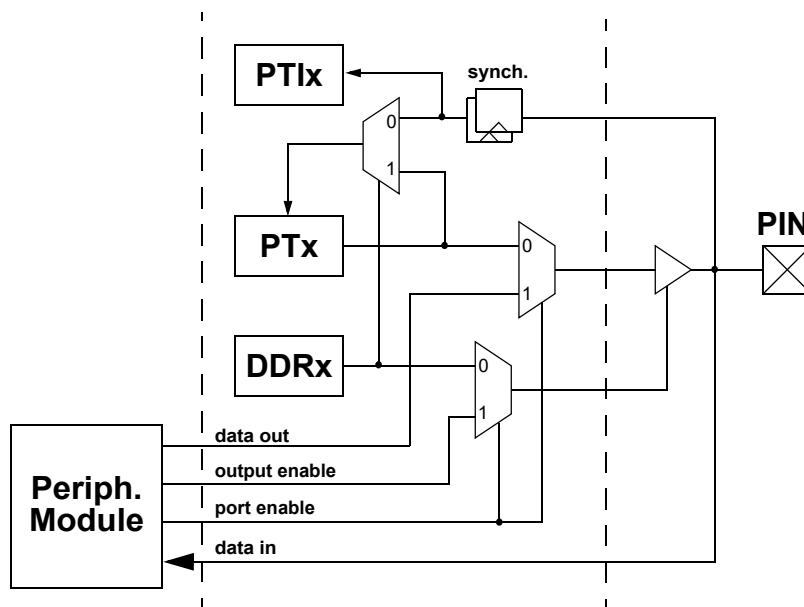 PTIx
synch.
0
1
PTx
PIN
0
1
DDRx
0
1
data out
output enable
Periph.
Module
port enable
data in